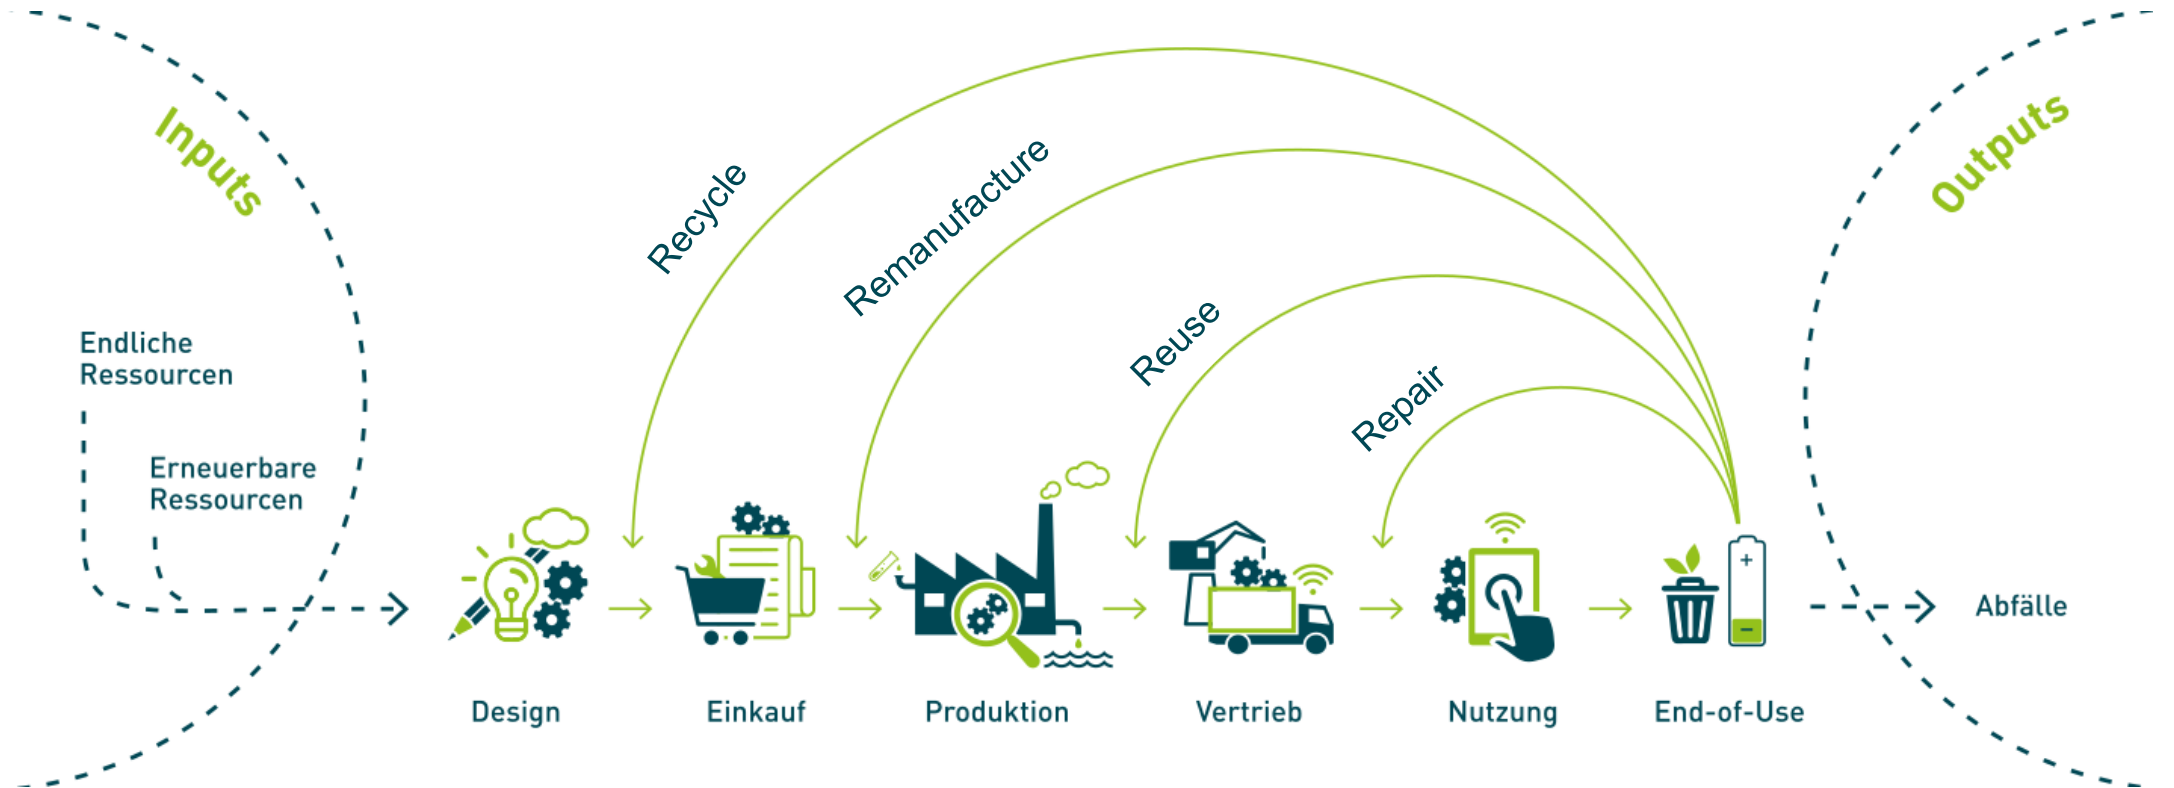 Inputs
Outputs
Recycle
Remanufacture
Reuse
Repair
Endliche
Ressourcen
Erneuerbare
Ressourcen
Abfälle
Design
Einkauf
Produktion
Vertrieb
Nutzung
End-of-Use